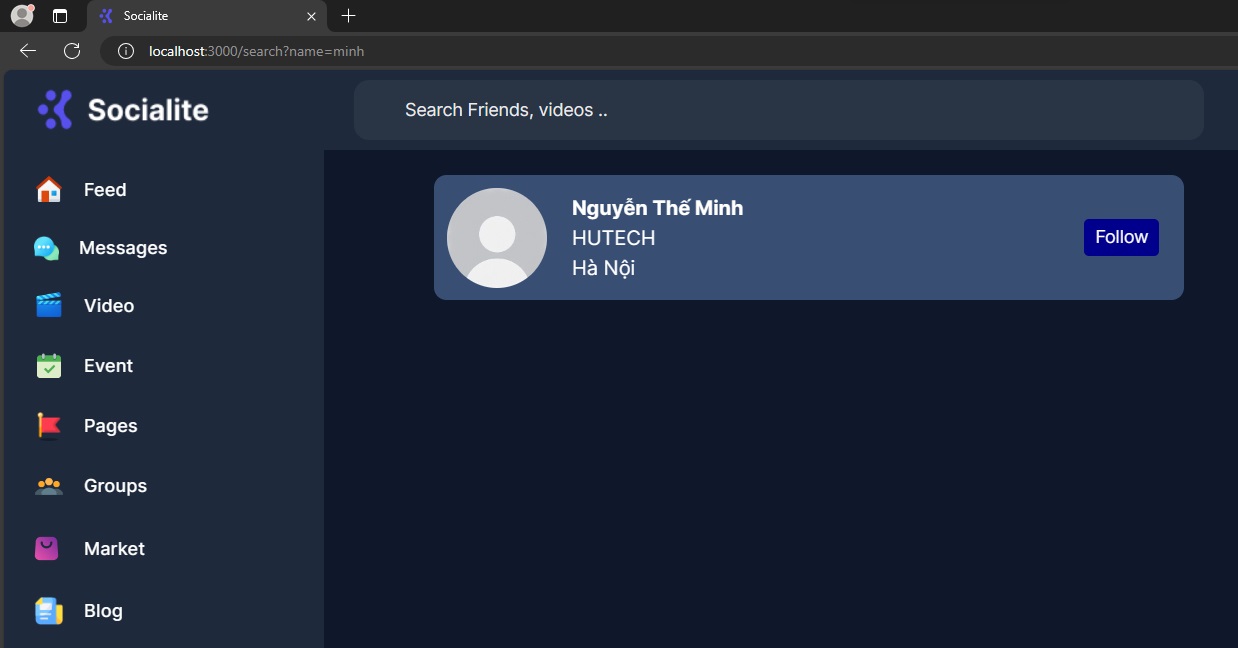 Socialite
localhost:3000/search?name=minh
Socialite
Search Friends, videos ..
Feed
Messages
Video
Event
Pages
Groups
Market
Blog
Nguyễn Thế Minh
HUTECH
Hà Nội
Follow